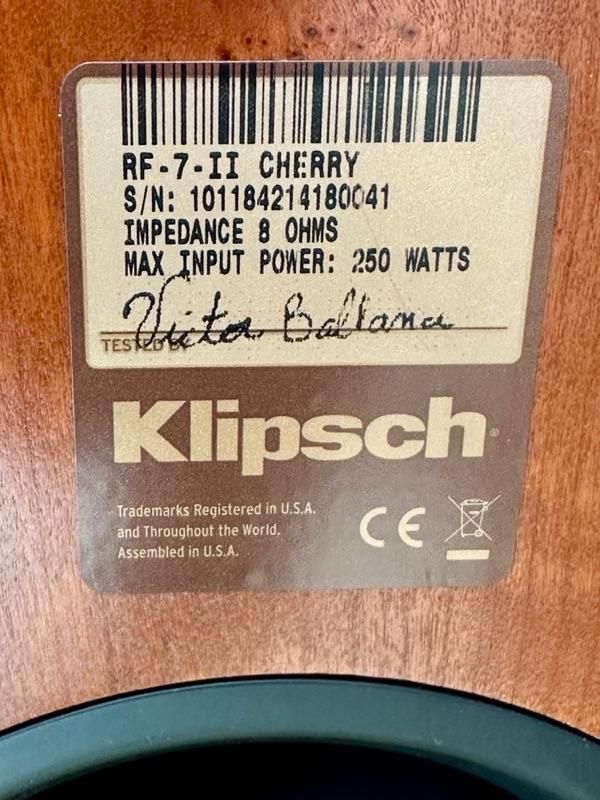 RF-7-II CHERRY
S/N: 101184214180041
IMPEDANCE 8 OHMS
MAX INPUT POWER: 250 WATTS
Victor Ballana
TESTED BY
Klipsch®
Trademarks Registered in U.S.A.
and Throughout the World.
Assembled in U.S.A.
CE